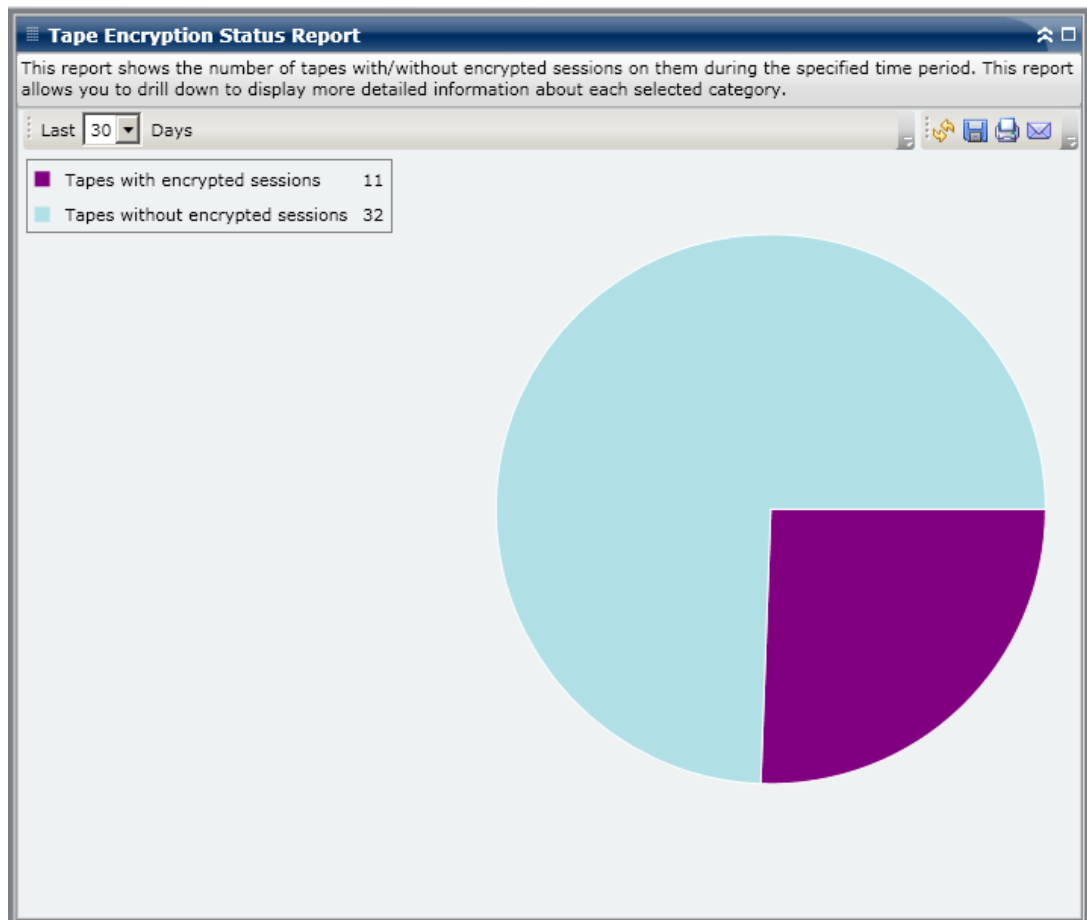 Tape Encryption Status Report
This report shows the number of tapes with/without encrypted sessions on them during the specified time period. This report
allows you to drill down to display more detailed information about each selected category.
Last 30 Days
Tapes with encrypted sessions 11
Tapes without encrypted sessions 32